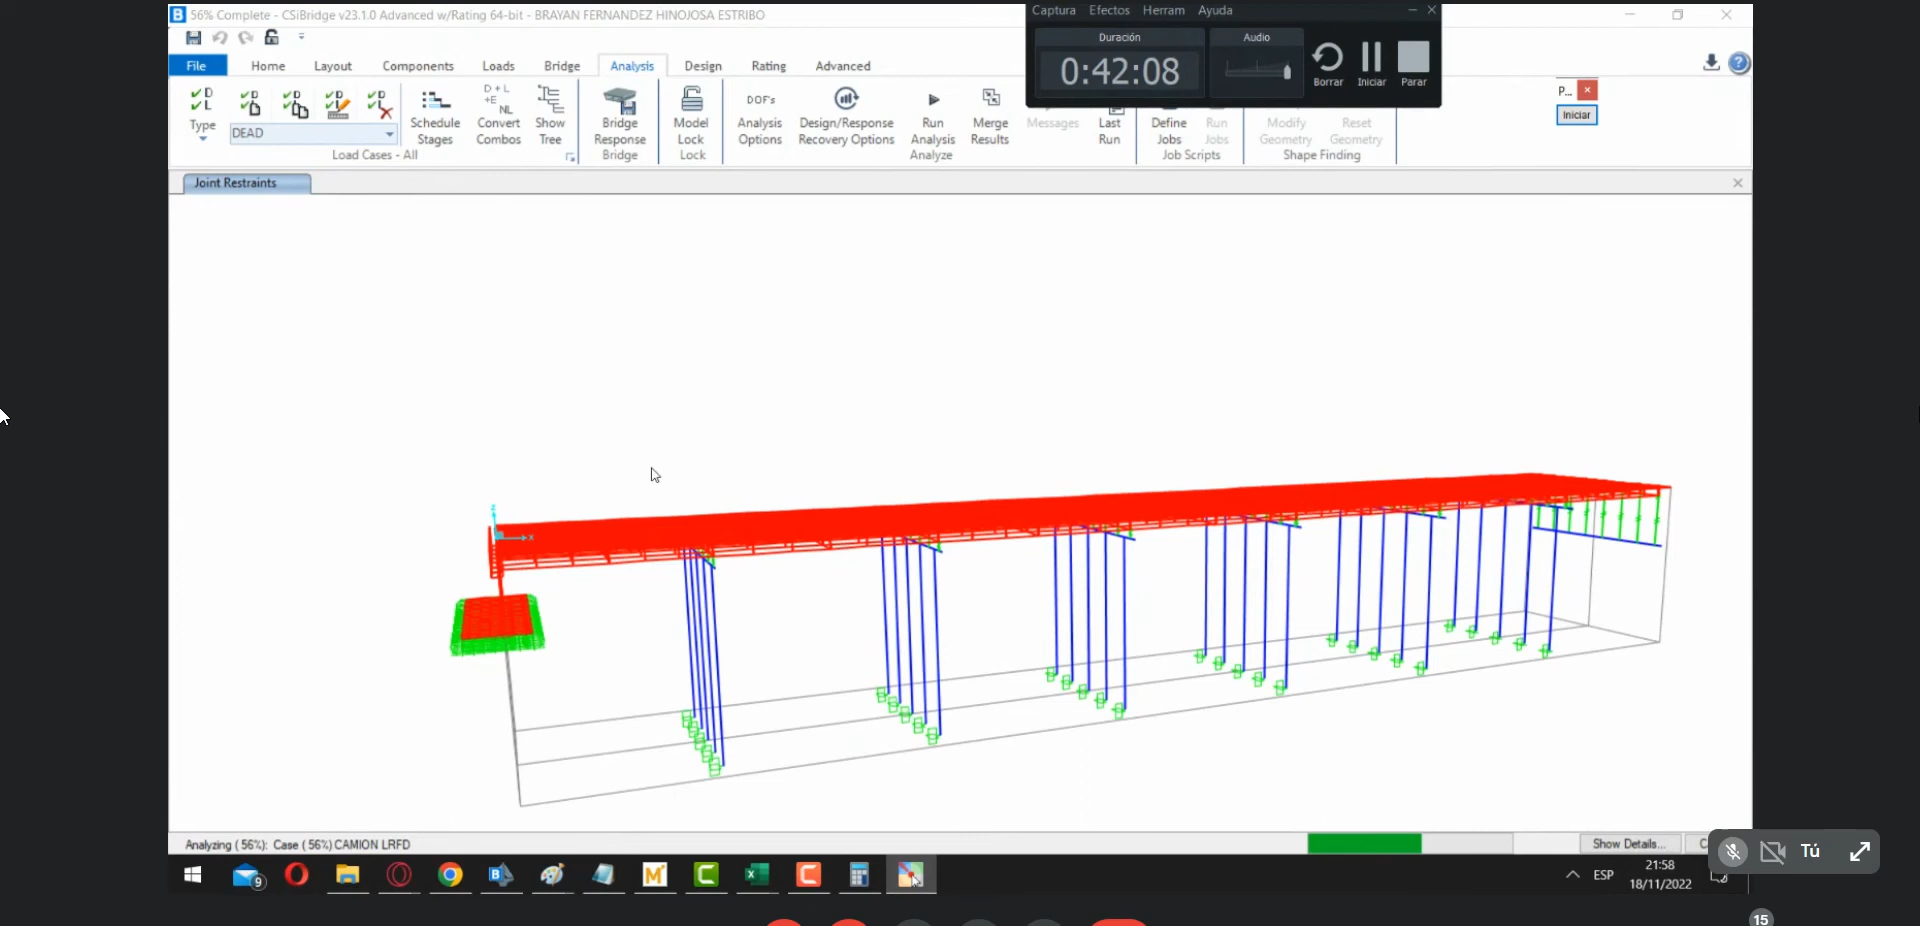 56% Complete - CSiBridge v23.1.0 Advanced w/Rating 64-bit - BRAYAN FERNANDEZ HINOJOSA ESTRIBO
Captura Efectos Herram Ayuda
Duración
Audio
0:42:08
Borrar Iniciar Parar
File Home Layout Components Loads Bridge Analysis Design Rating Advanced
P...
Iniciar
Type
DEAD
Load Cases - All
Schedule Stages
Convert Combos
Show Tree
Bridge Response
Bridge
Model Lock
Lock
DOF's
Analysis Options
Design/Response Recovery Options
Run Analysis
Merge Results
Messages
Last Run
Analyze
Define Jobs
Run Jobs
Job Scripts
Modify Geometry
Reset Geometry
Shape Finding
Joint Restraints
z
x
Analyzing ( 56%): Case ( 56%) CAMION LRFD
Show Details...
Tú
9
ESP
21:58
18/11/2022
15